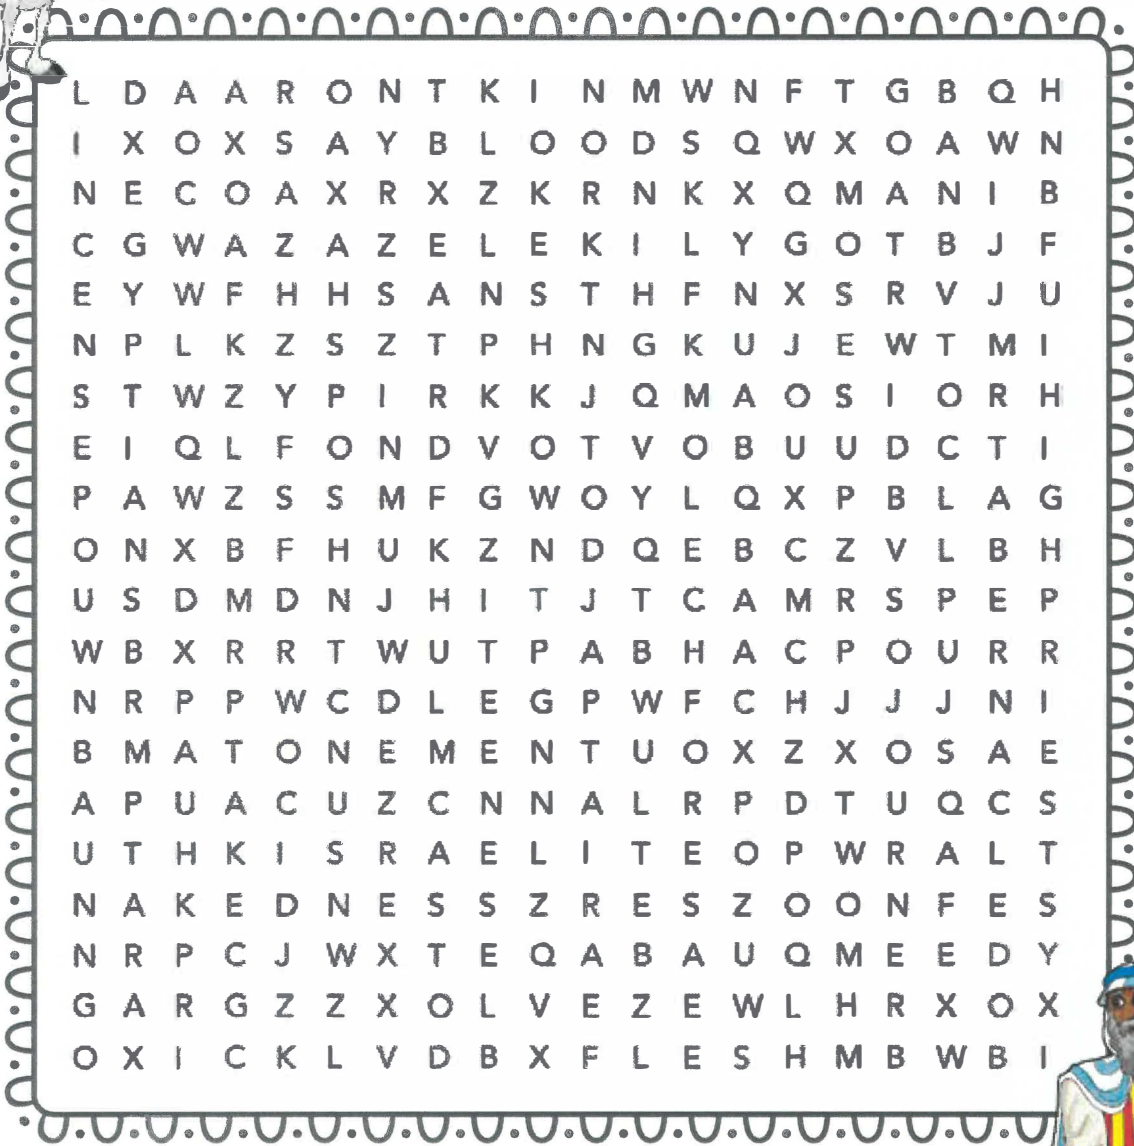 L D A A R O N T K I N M W N F T G B Q H
I X O X S A Y B L O O D S Q W X O A W N
N E C O A X R X Z K R N K X Q M A N I B
C G W A Z A Z E L E K I L Y G O T B J F
E Y W F H H S A N S T H F N X S R V J U
N P L K Z S Z T P H N G K U J E W T M I
S T W Z Y P I R K K J Q M A O S I O R H
E I Q L F O N D V O T V O B U U D C T I
P A W Z S S M F G W O Y L Q X P B L A G
O N X B F H U K Z N D Q E B C Z V L B H
U S D M D N J H I T J T C A M R S P E P
W B X R R T W U T P A B H A C P O U R R
N R P P W C D L E G P W F C H J J J N I
B M A T O N E M E N T U O X Z X O S A E
A P U A C U Z C N N A L R P D T U Q C S
U T H K I S R A E L I T E O P W R A L T
N A K E D N E S S Z R E S Z O O N F E S
N R P C J W X T E Q A B A U Q M E E D Y
G A R G Z Z X O L V E Z E W L H R X O X
O X I C K L V D B X F L E S H M B W B I